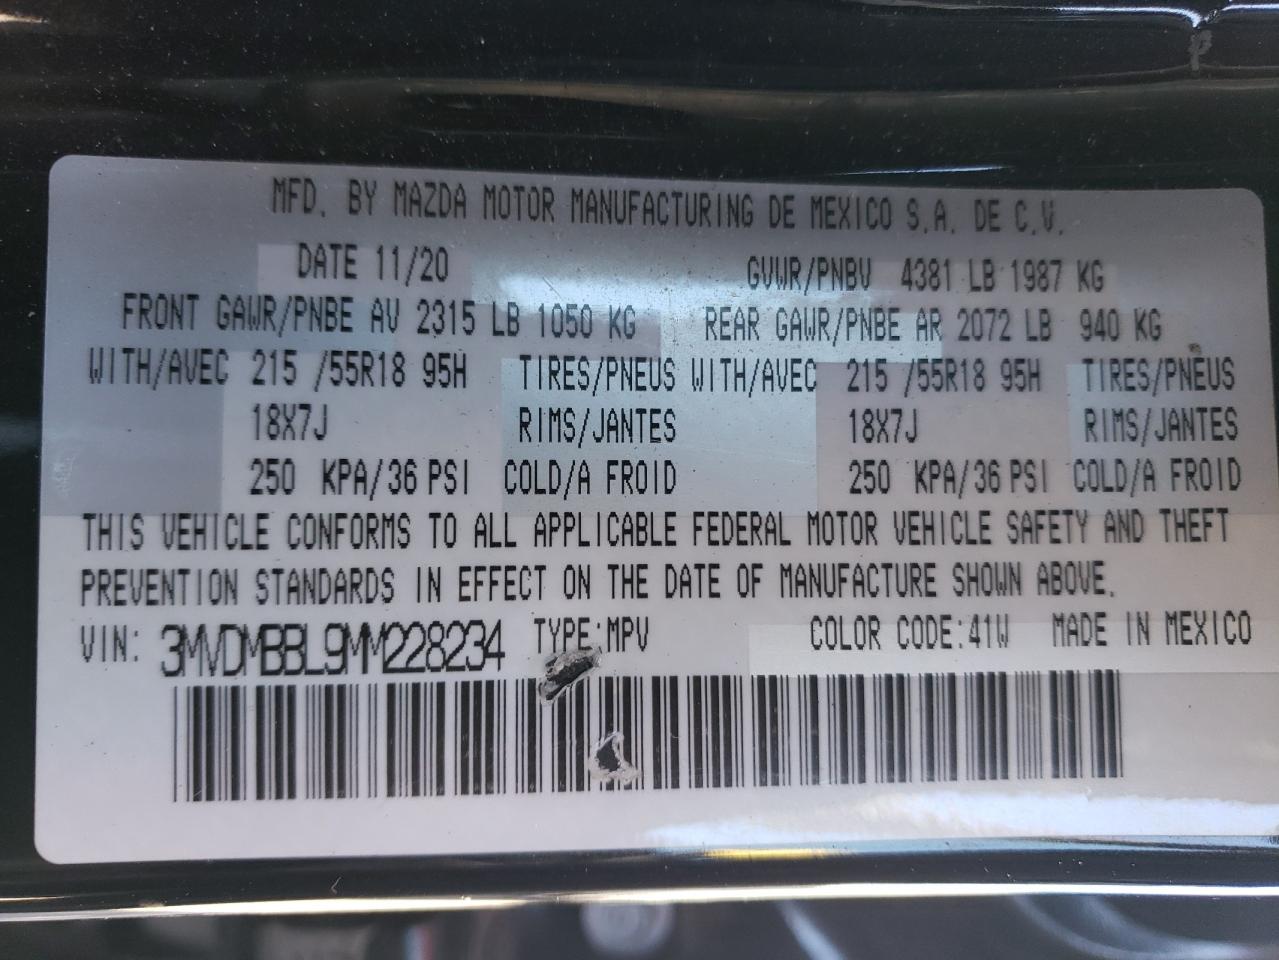 MFD. BY MAZDA MOTOR MANUFACTURING DE MEXICO S.A. DE C.V.
DATE 11/20 GVWR/PNBV 4381 LB 1987 KG
FRONT GAWR/PNBE AV 2315 LB 1050 KG REAR GAWR/PNBE AR 2072 LB 940 KG
WITH/AVEC 215 /55R18 95H TIRES/PNEUS WITH/AVEC 215 /55R18 95H TIRES/PNEUS
18X7J RIMS/JANTES 18X7J RIMS/JANTES
250 KPA/36 PSI COLD/A FROID 250 KPA/36 PSI COLD/A FROID
THIS VEHICLE CONFORMS TO ALL APPLICABLE FEDERAL MOTOR VEHICLE SAFETY AND THEFT
PREVENTION STANDARDS IN EFFECT ON THE DATE OF MANUFACTURE SHOWN ABOVE.
VIN: 3MVDMBBL9MM228234 TYPE:MPV COLOR CODE:41W MADE IN MEXICO